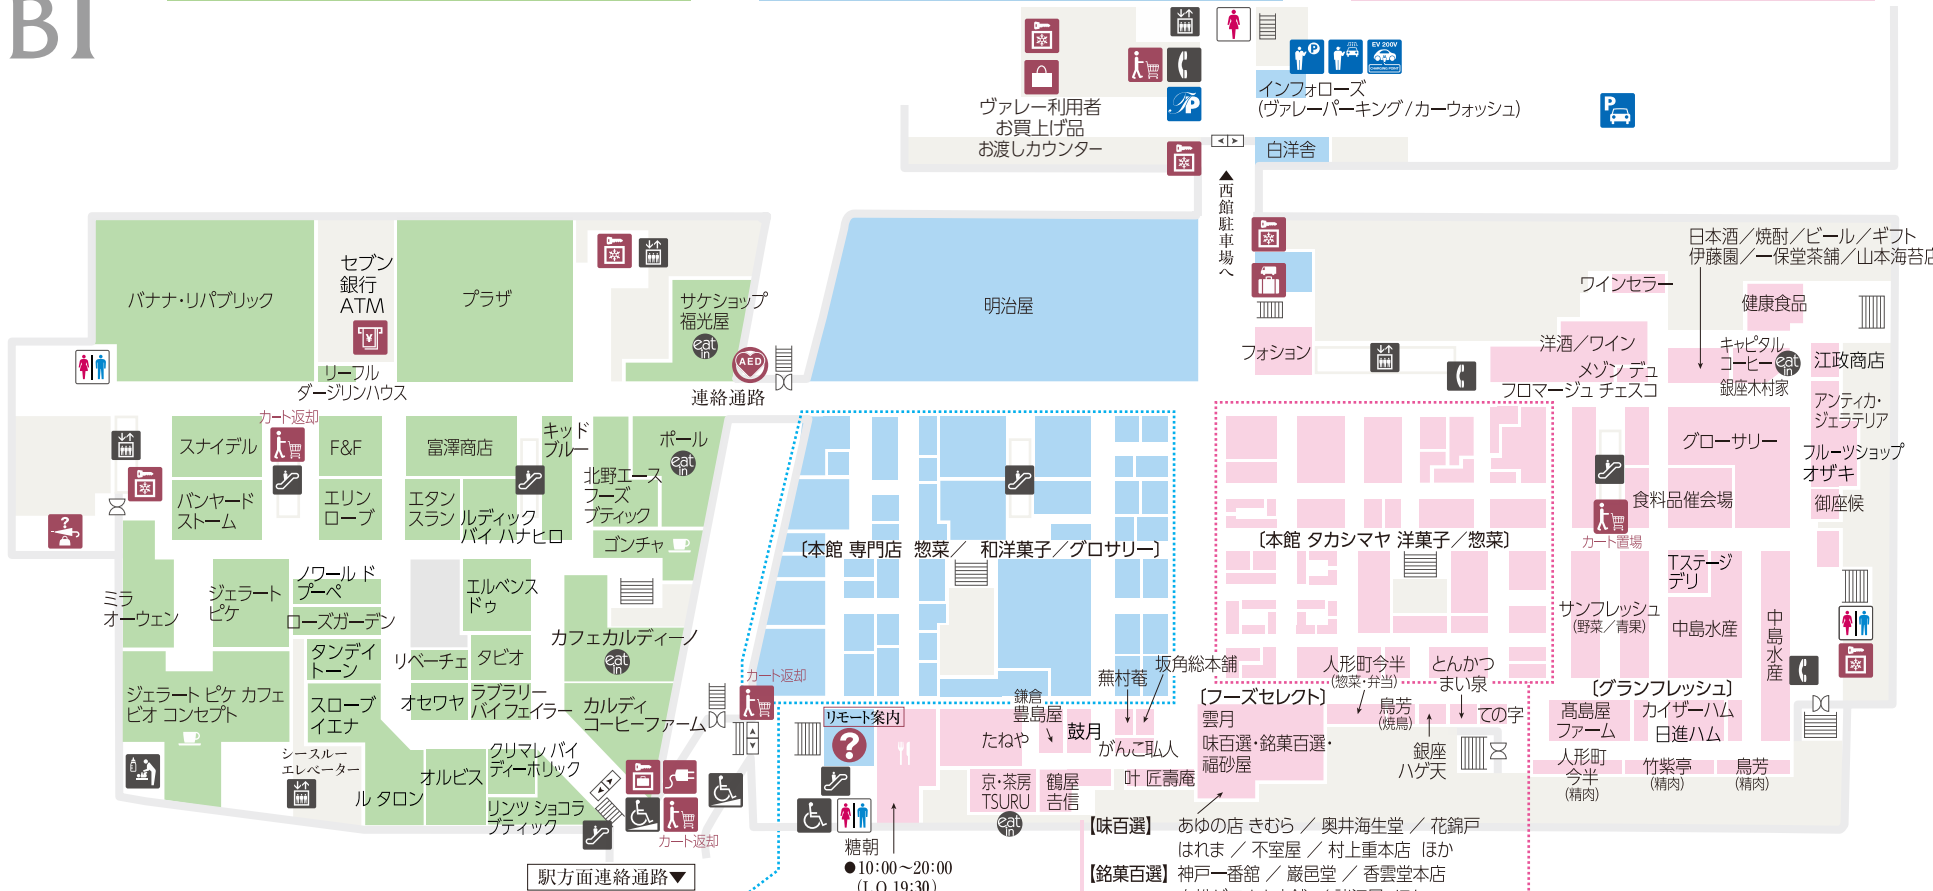 B1
EV 200V
CHARGING POINT
インフォローズ
(ヴァレーパーキング/カーウォッシュ)
ヴァレー利用者
お買上げ品
お渡しカウンター
白洋舎
▲西館駐車場へ
バナナ・リパブリック
セブン
銀行
ATM
プラザ
サケショップ
福光屋
eat in
AED
連絡通路
リーフル
ダージリンハウス
明治屋
フォション
ワインセラー
日本酒/焼酎/ビール/ギフト
伊藤園/一保堂茶舗/山本海苔店
健康食品
洋酒/ワイン
メゾン デュ
フロマージュ チェスコ
キャピタル
コーヒー
eat in
銀座木村家
江政商店
アンティカ・
ジェラテリア
フルーツショップ
オザキ
御座候
カート返却
スナイデル
F&F
富澤商店
キッド
ブルー
ポール
eat in
北野エース
フーズ
ブティック
バンヤード
ストーム
エリン
ローブ
エタン
スラン
ルディック
バイ ハナヒロ
ゴンチャ
グローサリー
食料品催会場
カート置場
〔本館 専門店 惣菜/ 和洋菓子/グロサリー〕
〔本館 タカシマヤ 洋菓子/惣菜〕
ミラ
オーウェン
ジェラート
ピケ
ノワール ド
プーペ
ローズガーデン
エルベンス
ドゥ
カフェカルディーノ
eat in
タンデイ
トーン
リベーチェ
タビオ
ジェラート ピケ カフェ
ビオ コンセプト
スローブ
イエナ
オセワヤ
ラブラリー
バイフェイラー
カルディ
コーヒーファーム
シースルー
エレベーター
ル タロン
オルビス
クリマレ バイ
ディーホリック
リンツ ショコラ
ブティック
カート返却
駅方面連絡通路▼
カート返却
リモート案内
?
糖朝
●10:00~20:00
(L.O.19:30)
たねや
鎌倉
豊島屋
鼓月
蕪村菴
坂角総本舗
がんこ職人
京・茶房
TSURU
eat in
鶴屋
吉信
叶 匠壽庵
〔フーズセレクト〕
雲月
味百選・銘菓百選・
福砂屋
人形町今半
(惣菜・弁当)
鳥芳
(焼鳥)
とんかつ
まい泉
銀座
ハゲ天
ての字
Tステージ
デリ
サンフレッシュ
(野菜/青果)
中島水産
中島水産
〔グランフレッシュ〕
髙島屋
ファーム
カイザーハム
日進ハム
人形町
今半
(精肉)
竹紫亭
(精肉)
鳥芳
(精肉)
【味百選】 あゆの店 きむら / 奥井海生堂 / 花錦戸
はれま / 不室屋 / 村上重本店 ほか
【銘菓百選】 神戸一番舘 / 巌邑堂 / 香雲堂本店